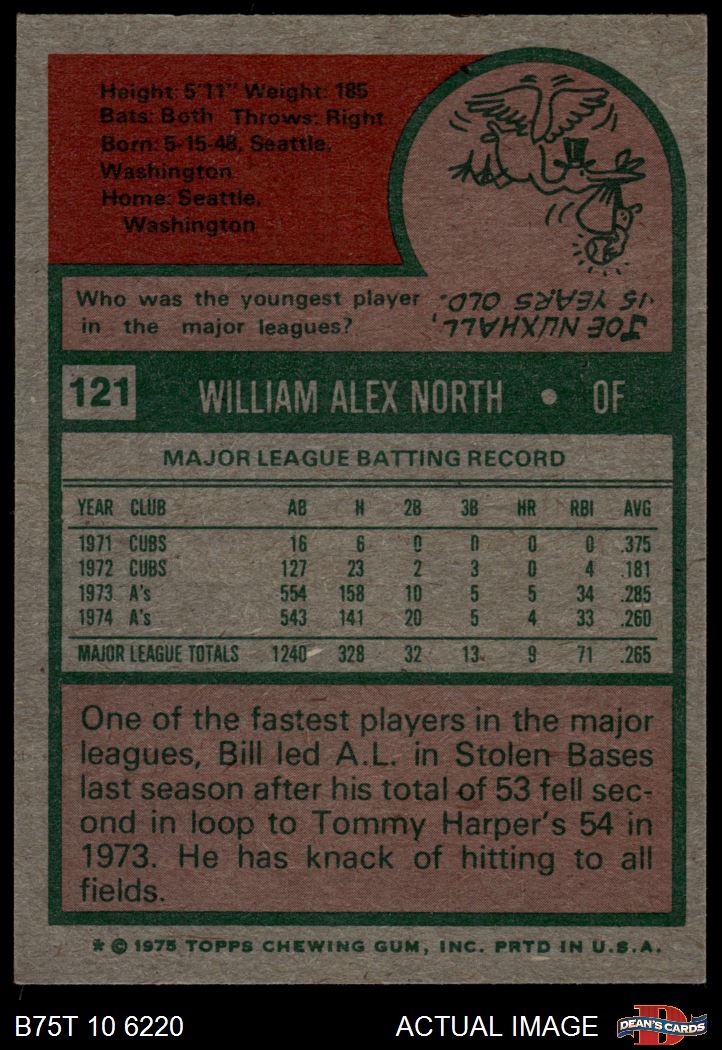 Height: 5'11" Weight: 185
Bats: Both Throws: Right
Born: 5-15-48, Seattle,
Washington
Home: Seattle,
Washington
Who was the youngest player
in the major leagues?
JOE NUXHALL,
15 YEARS OLD.
121 WILLIAM ALEX NORTH • OF
MAJOR LEAGUE BATTING RECORD
YEAR CLUB AB H 2B 3B HR RBI AVG
1971 CUBS 16 6 0 0 0 0 .375
1972 CUBS 127 23 2 3 0 4 .181
1973 A's 554 158 10 5 5 34 .285
1974 A's 543 141 20 5 4 33 .260
MAJOR LEAGUE TOTALS 1240 328 32 13 9 71 .265
One of the fastest players in the major
leagues, Bill led A.L. in Stolen Bases
last season after his total of 53 fell sec-
ond in loop to Tommy Harper's 54 in
1973. He has knack of hitting to all
fields.
* © 1975 TOPPS CHEWING GUM, INC. PRTD IN U.S.A.
B75T 10 6220 ACTUAL IMAGE D DEAN'S CARDS